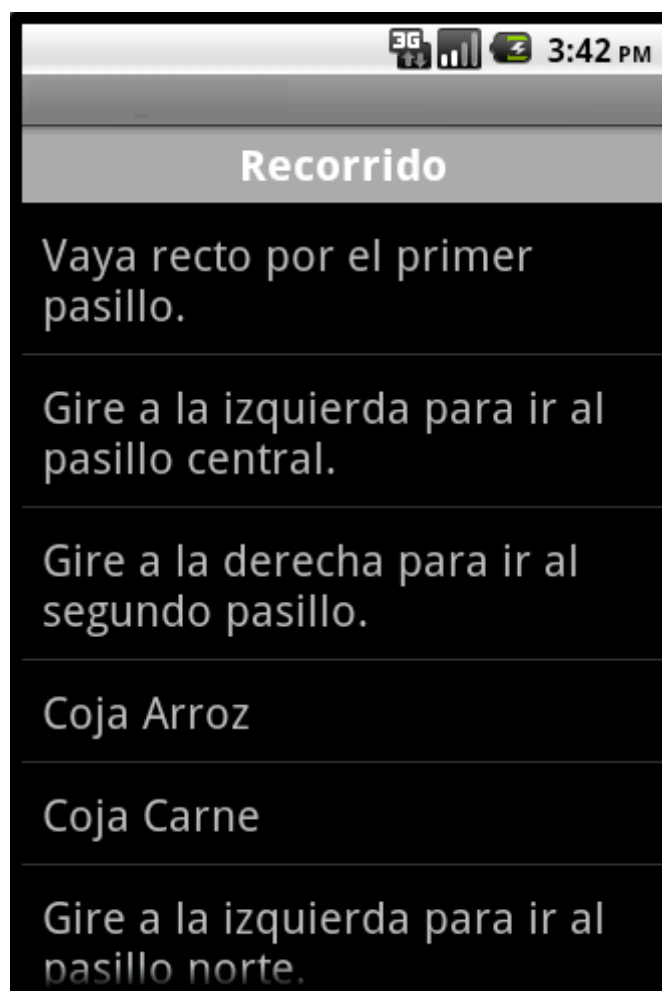 3G 3:42 PM
Recorrido
Vaya recto por el primer
pasillo.
Gire a la izquierda para ir al
pasillo central.
Gire a la derecha para ir al
segundo pasillo.
Coja Arroz
Coja Carne
Gire a la izquierda para ir al
pasillo norte.